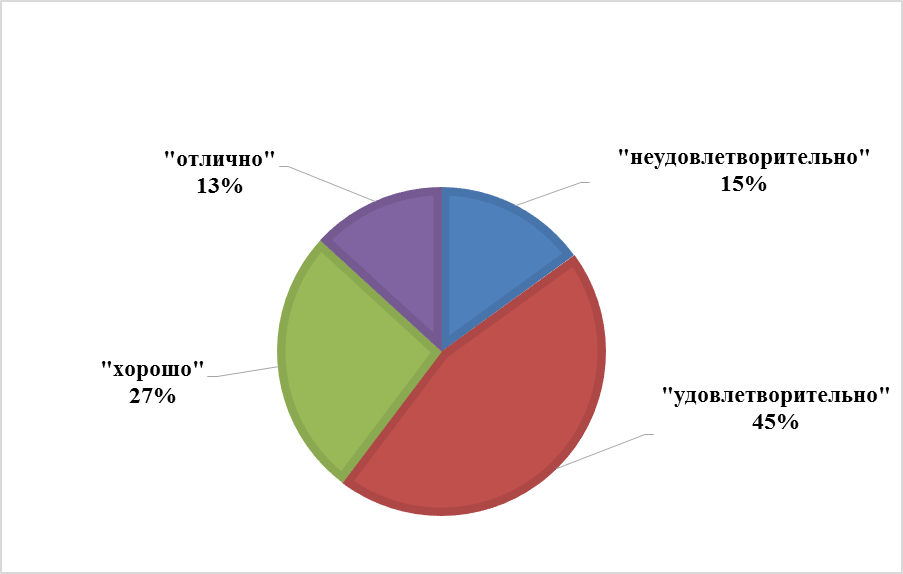 "неудовлетворительно"
15%
"отлично"
13%
"хорошо"
27%
"удовлетворительно"
45%